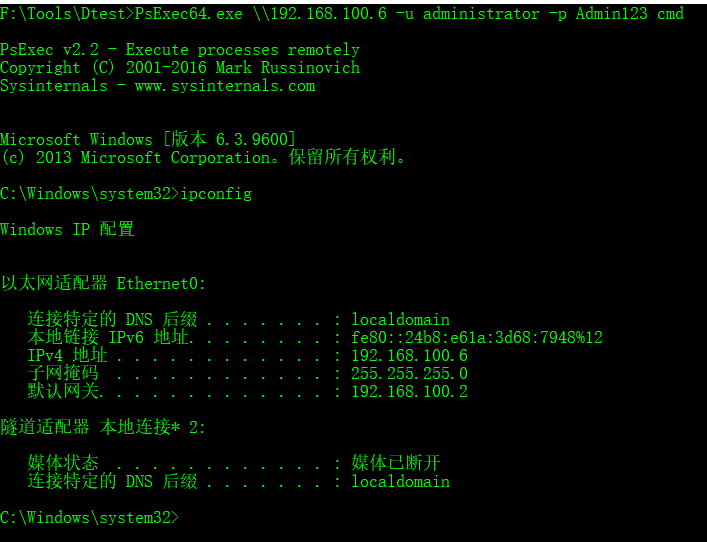 F:\Tools\Dtest>PsExec64.exe \\192.168.100.6 -u administrator -p Admin123 cmd
PsExec v2.2 - Execute processes remotely
Copyright (C) 2001-2016 Mark Russinovich
Sysinternals - www.sysinternals.com
Microsoft Windows [版本 6.3.9600]
(c) 2013 Microsoft Corporation。保留所有权利。
C:\Windows\system32>ipconfig
Windows IP 配置
以太网适配器 Ethernet0:
连接特定的 DNS 后缀 . . . . . . . : localdomain
本地链接 IPv6 地址. . . . . . . . : fe80::24b8:e61a:3d68:7948%12
IPv4 地址 . . . . . . . . . . . . : 192.168.100.6
子网掩码  . . . . . . . . . . . . : 255.255.255.0
默认网关. . . . . . . . . . . . . : 192.168.100.2
隧道适配器 本地连接* 2:
媒体状态  . . . . . . . . . . . . : 媒体已断开
连接特定的 DNS 后缀 . . . . . . . : localdomain
C:\Windows\system32>